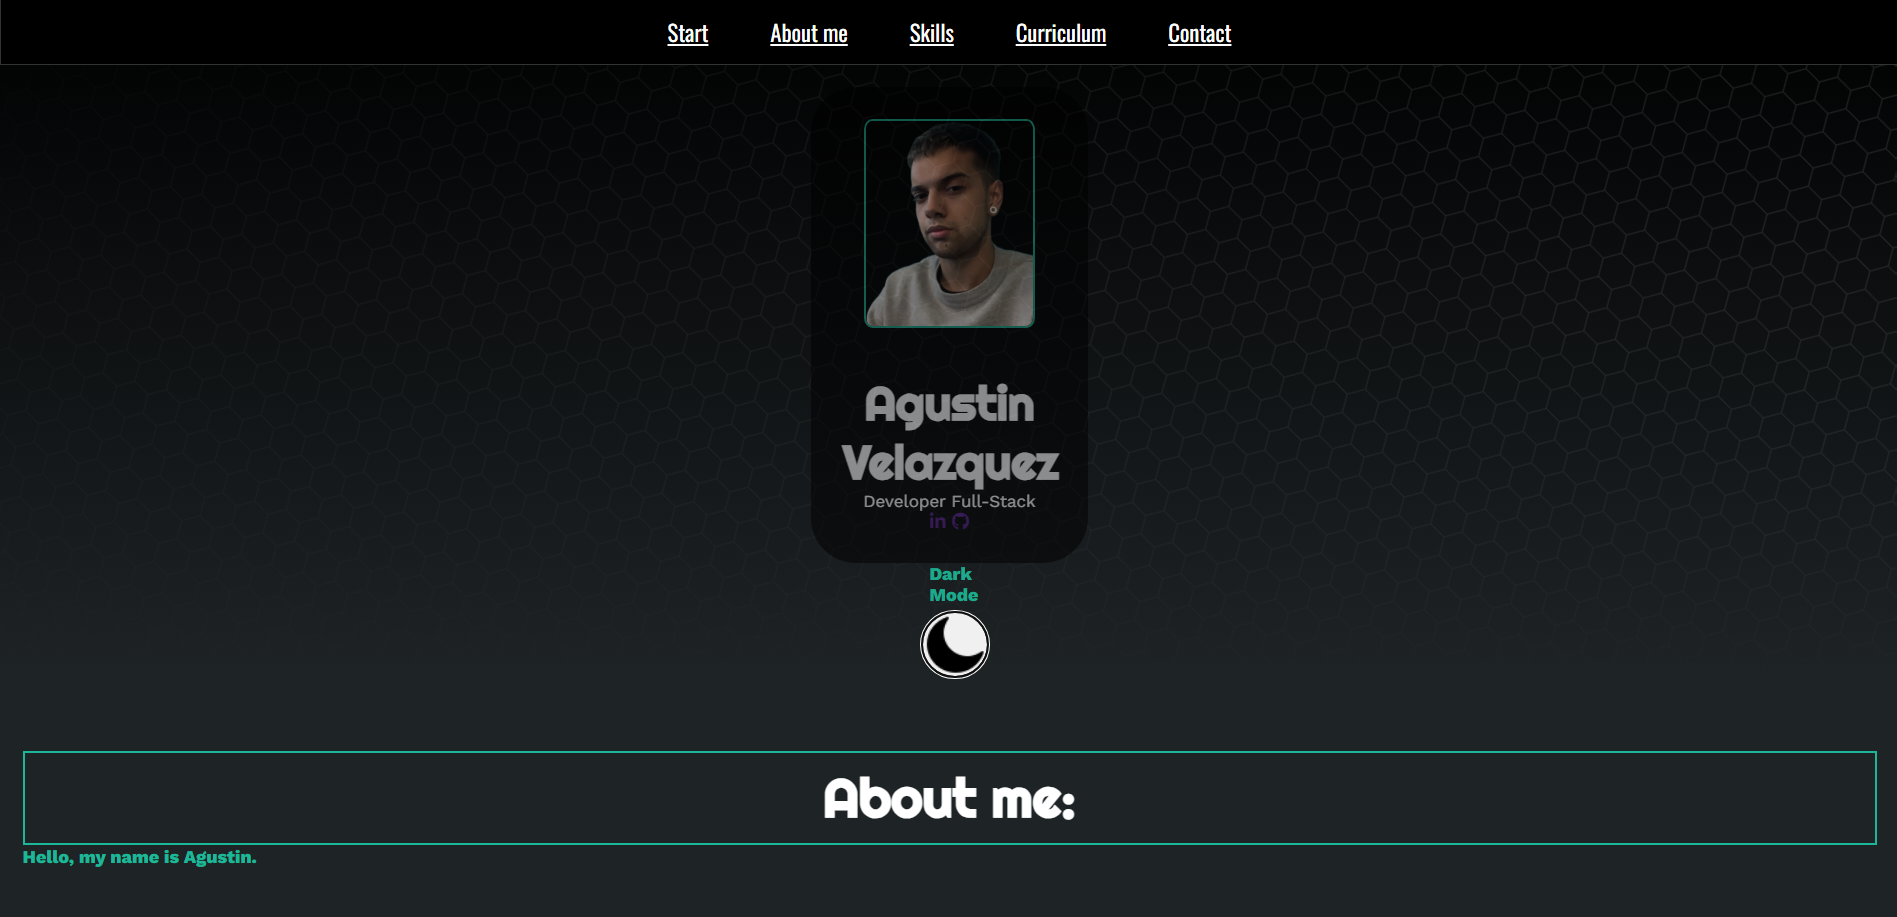 Start About me Skills Curriculum Contact
Agustin
Velazquez
Developer Full-Stack
in
Dark
Mode
About me:
Hello, my name is Agustin.